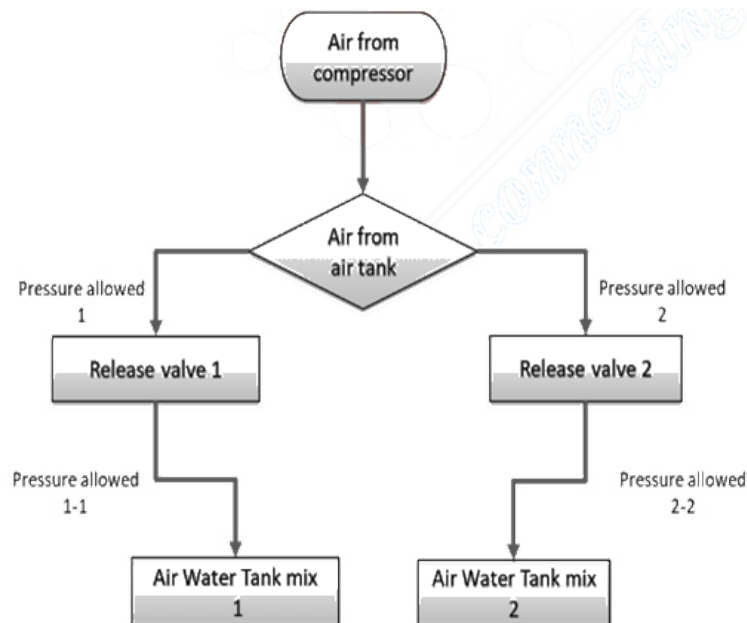 Air from
compressor
connecting
Air from
air tank
Pressure allowed
1
Pressure allowed
2
Release valve 1
Release valve 2
Pressure allowed
1-1
Pressure allowed
2-2
Air Water Tank mix
1
Air Water Tank mix
2